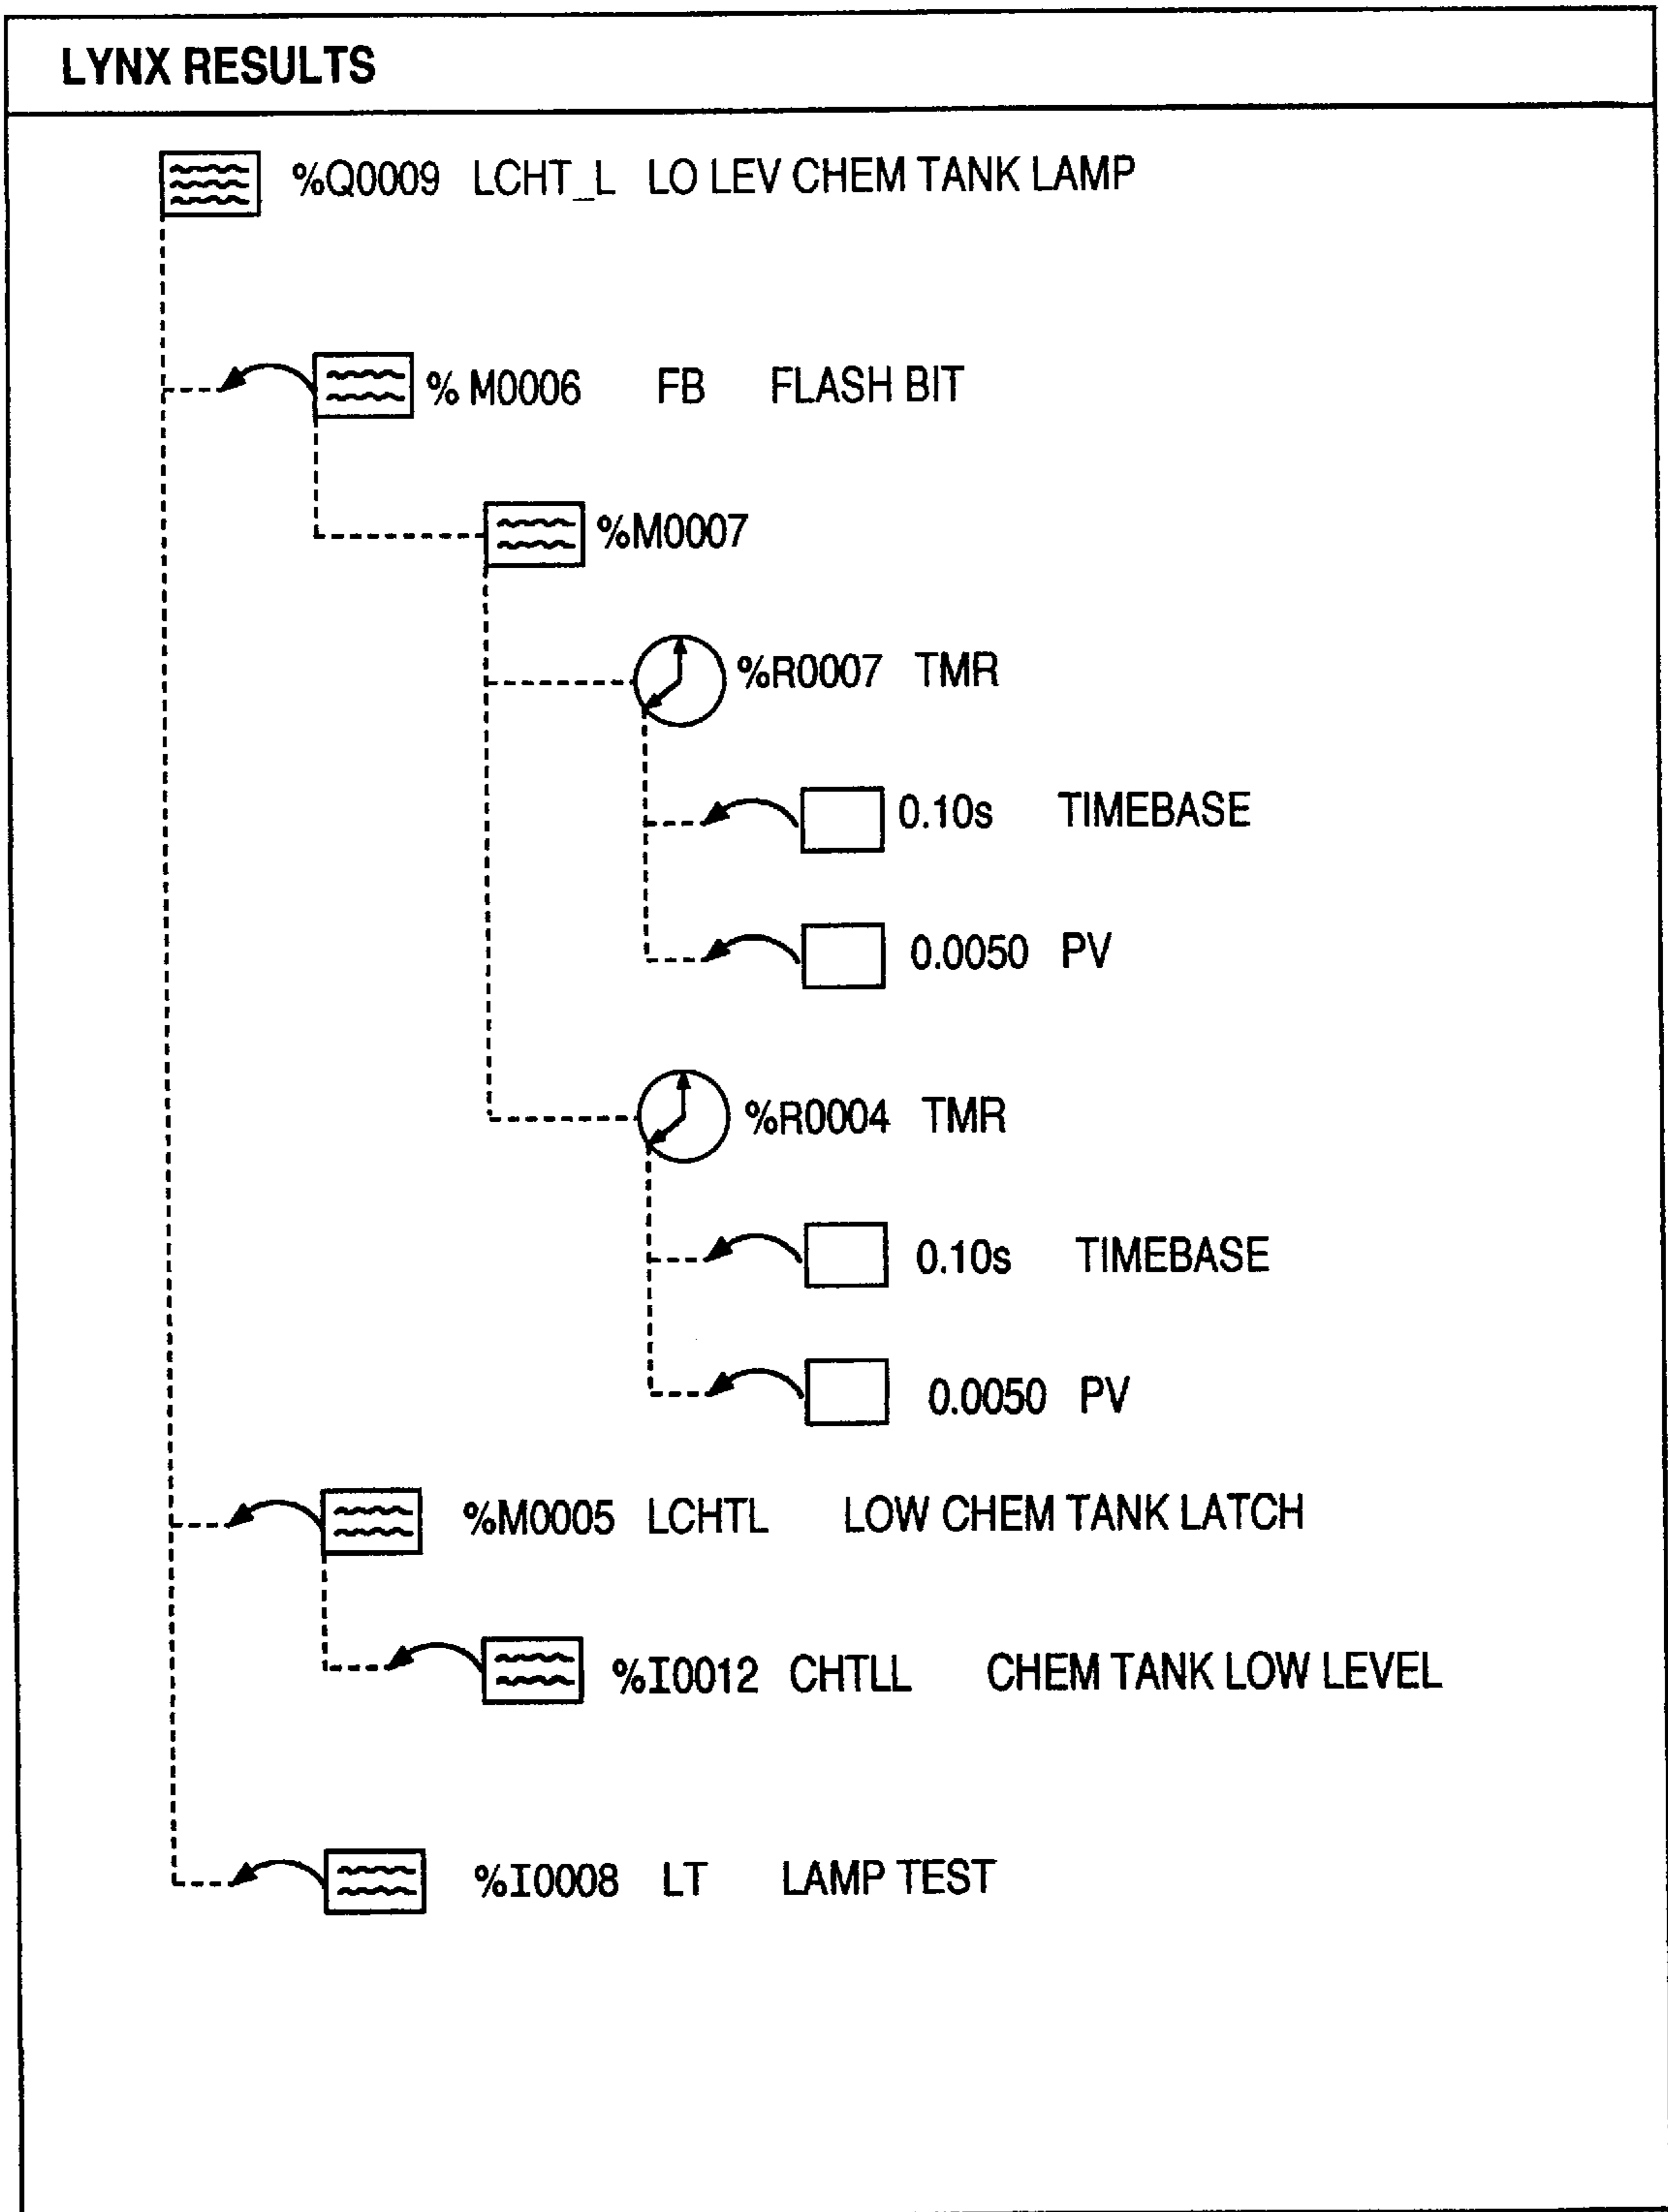 LYNX RESULTS
%Q0009 LCHT_L LO LEV CHEM TANK LAMP
% M0006 FB FLASH BIT
%M0007
%R0007 TMR
0.10s TIMEBASE
0.0050 PV
%R0004 TMR
0.10s TIMEBASE
0.0050 PV
%M0005 LCHTL LOW CHEM TANK LATCH
%I0012 CHTLL CHEM TANK LOW LEVEL
%I0008 LT LAMP TEST